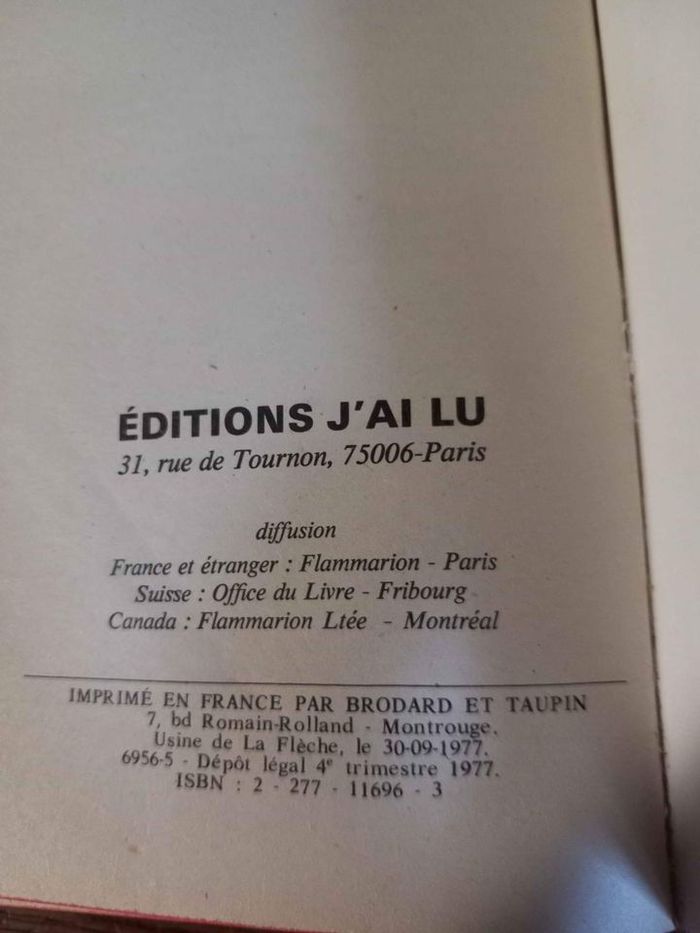 ÉDITIONS J'AI LU
31, rue de Tournon, 75006-Paris
diffusion
France et étranger : Flammarion - Paris
Suisse : Office du Livre - Fribourg
Canada : Flammarion Ltée - Montréal
IMPRIMÉ EN FRANCE PAR BRODARD ET TAUPIN
7, bd Romain-Rolland - Montrouge.
Usine de La Flèche, le 30-09-1977.
6956-5 - Dépôt légal 4e trimestre 1977.
ISBN : 2 - 277 - 11696 - 3